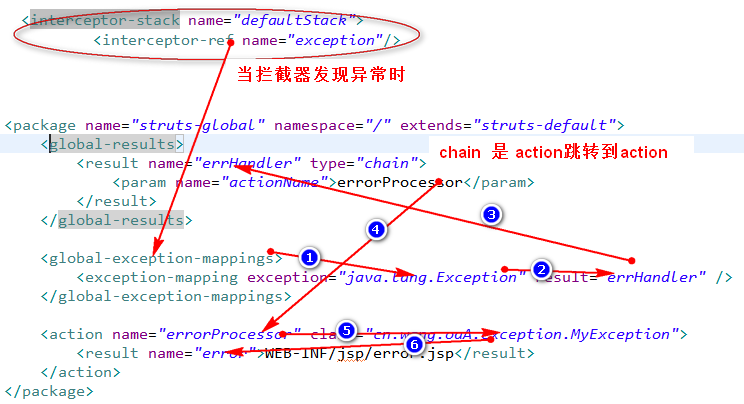 <interceptor-stack name="defaultStack">
<interceptor-ref name="exception"/>
当拦截器发现异常时
<package name="struts-global" namespace="/" extends="struts-default">
<global-results>
chain 是 action跳转到action
<result name="errHandler" type="chain">
<param name="actionName">errorProcessor</param>
</result>
</global-results>
3
4
<global-exception-mappings>
1
<exception-mapping exception="java.lang.Exception" result="errHandler" />
2
</global-exception-mappings>
5
<action name="errorProcessor" class="cn.wang.oaA.exception.MyException">
6
<result name="error">WEB-INF/jsp/error.jsp</result>
</action>
</package>